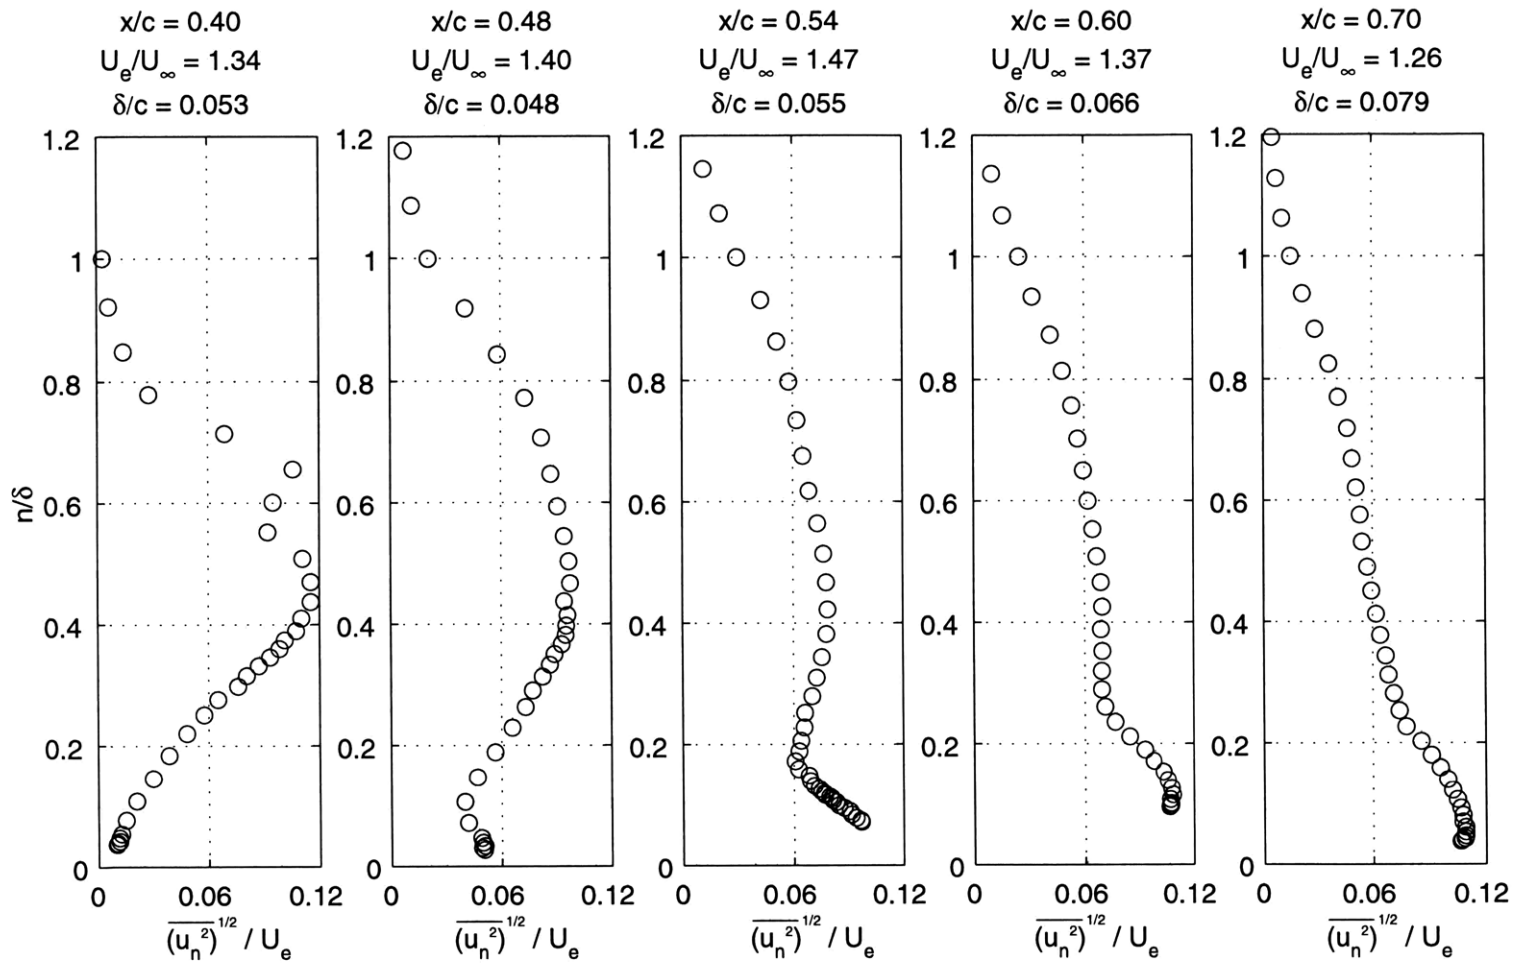 x/c = 0.40
U_e/U_∞ = 1.34
δ/c = 0.053
x/c = 0.48
U_e/U_∞ = 1.40
δ/c = 0.048
x/c = 0.54
U_e/U_∞ = 1.47
δ/c = 0.055
x/c = 0.60
U_e/U_∞ = 1.37
δ/c = 0.066
x/c = 0.70
U_e/U_∞ = 1.26
δ/c = 0.079
n/δ
1.2
1
0.8
0.6
0.4
0.2
0
0 0.06 0.12
(u_n²)^1/2 / U_e
1.2
1
0.8
0.6
0.4
0.2
0
0 0.06 0.12
(u_n²)^1/2 / U_e
1.2
1
0.8
0.6
0.4
0.2
0
0 0.06 0.12
(u_n²)^1/2 / U_e
1.2
1
0.8
0.6
0.4
0.2
0
0 0.06 0.12
(u_n²)^1/2 / U_e
1.2
1
0.8
0.6
0.4
0.2
0
0 0.06 0.12
(u_n²)^1/2 / U_e